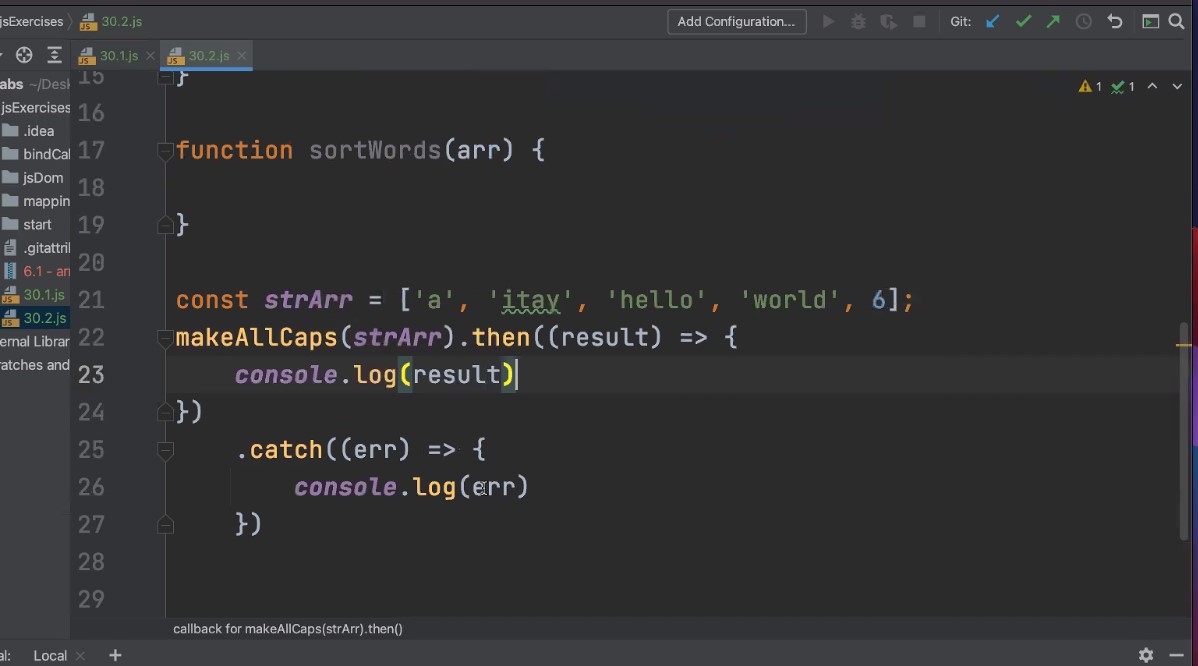 jsExercises 30.2.js Add Configuration... Git:
30.1.js 30.2.js
abs ~/Desk
jsExercises
.idea
bindCal
jsDom
mappin
start
.gitattril
6.1 - arr
30.1.js
30.2.js
ernal Librar
ratches and
1 1
15 }
16
17 function sortWords(arr) {
18
19 }
20
21 const strArr = ['a', 'itay', 'hello', 'world', 6];
22 makeAllCaps(strArr).then((result) => {
23 console.log(result)
24 })
25 .catch((err) => {
26 console.log(err)
27 })
28
29
callback for makeAllCaps(strArr).then()
al: Local +